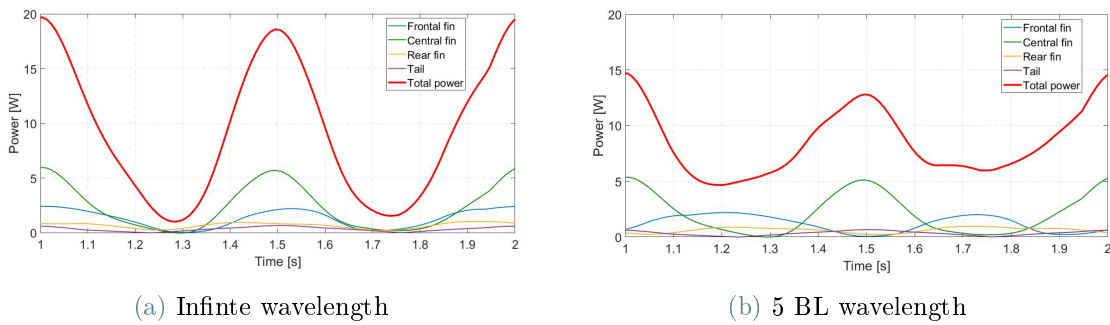 20
15
10
5
0
Power [W]
1
1.1
1.2
1.3
1.4
1.5
1.6
1.7
1.8
1.9
2
Time [s]
Frontal fin
Central fin
Rear fin
Tail
Total power
(a) Infinte wavelength
20
15
10
5
0
Power [W]
1
1.1
1.2
1.3
1.4
1.5
1.6
1.7
1.8
1.9
2
Time [s]
Frontal fin
Central fin
Rear fin
Tail
Total power
(b) 5 BL wavelength